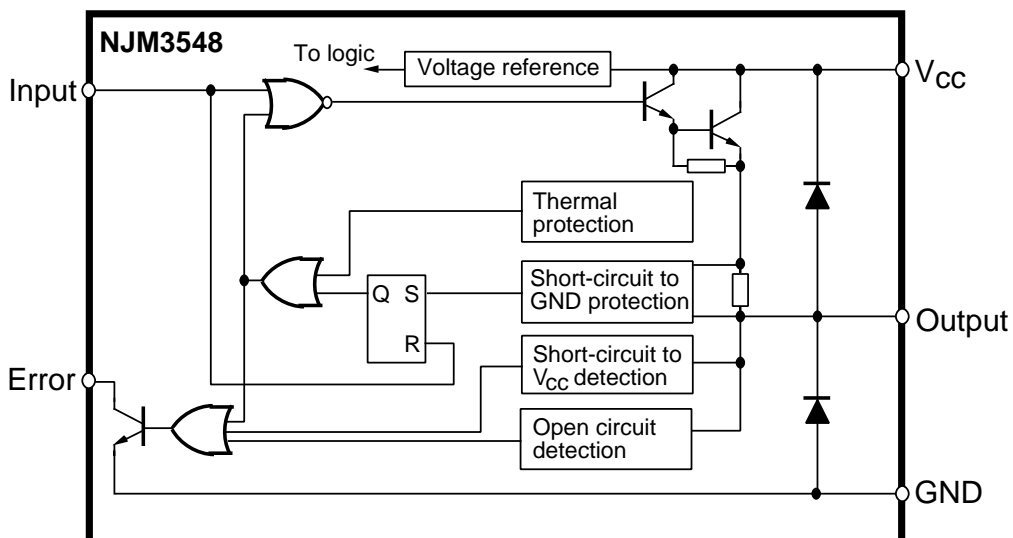 NJM3548
To logic
Voltage reference
VCC
Input
Thermal
protection
Q S
R
Short-circuit to
GND protection
Output
Short-circuit to
VCC detection
Error
Open circuit
detection
GND